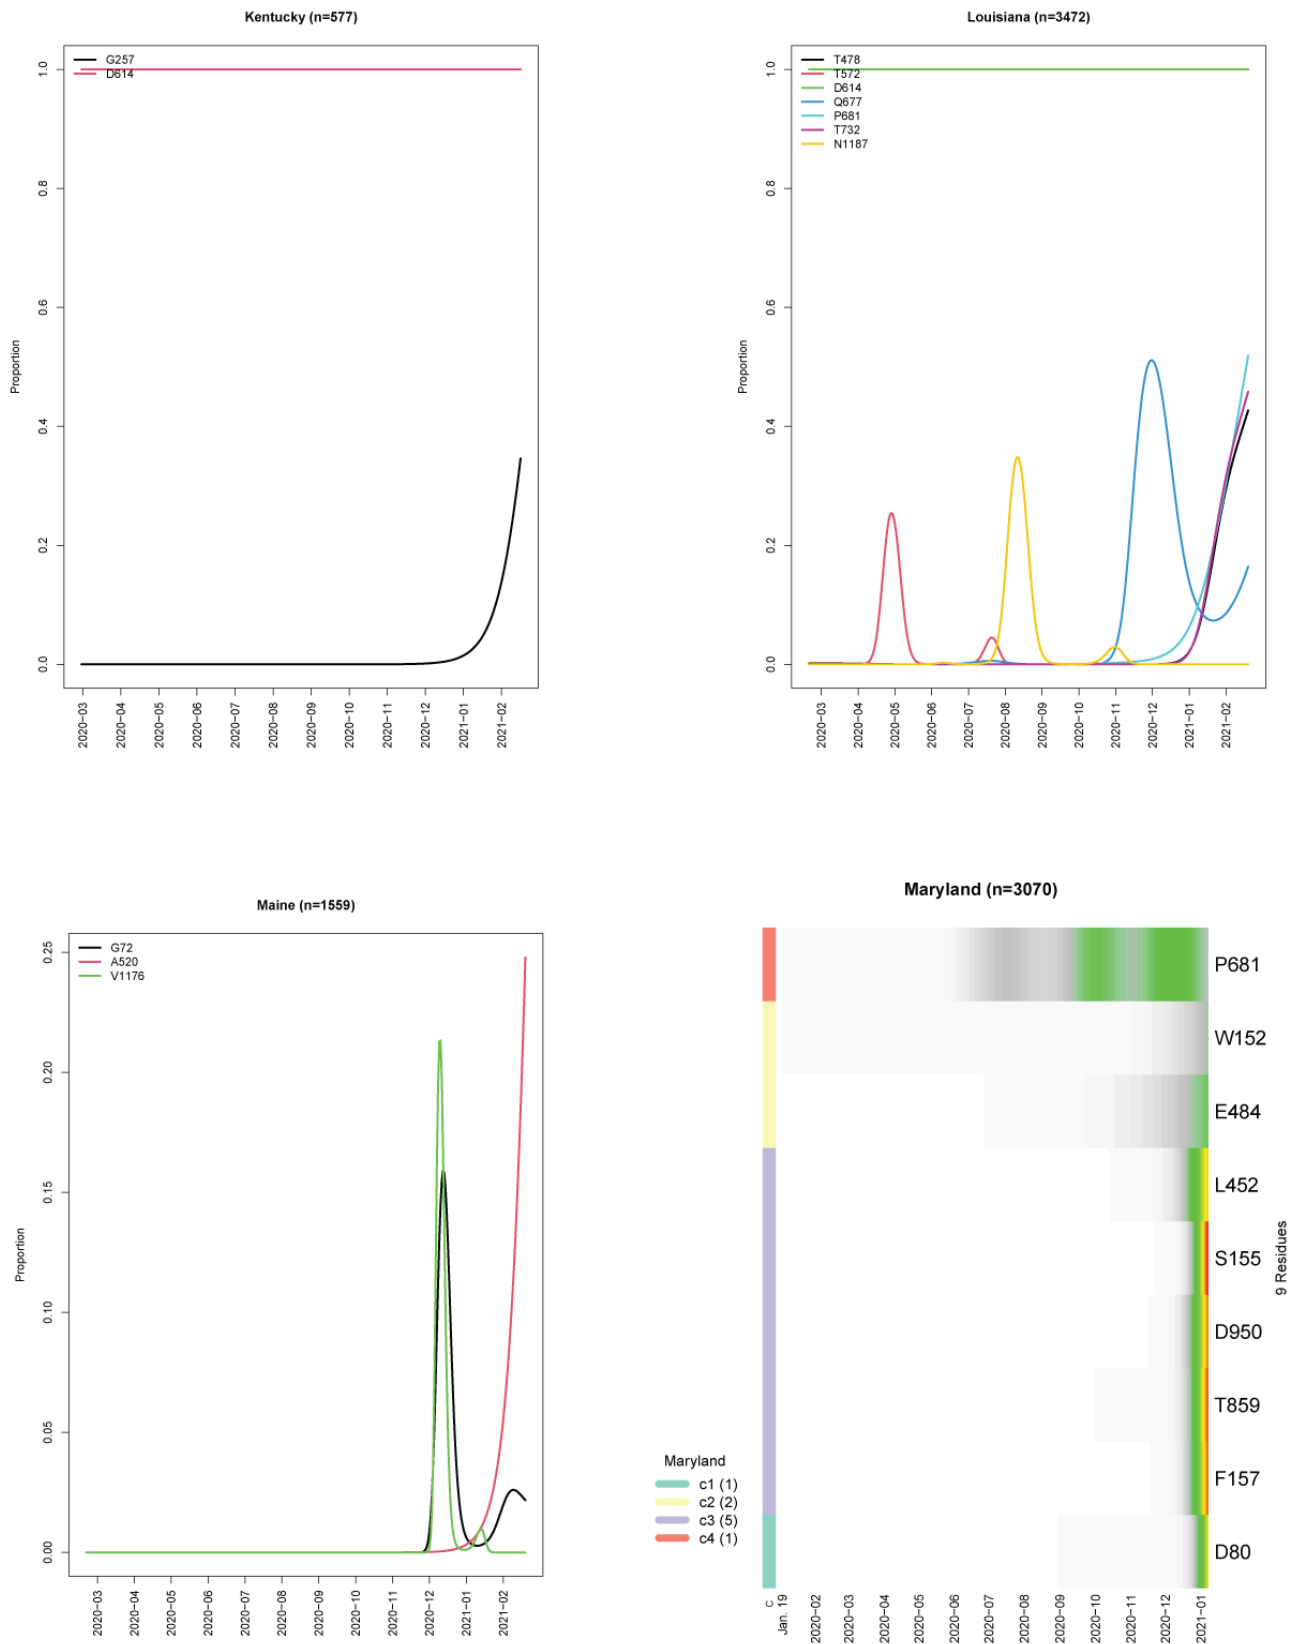 Kentucky (n=577)
G257
D614
Proportion
1.0
0.8
0.6
0.4
0.2
0.0
2020−03
2020−04
2020−05
2020−06
2020−07
2020−08
2020−09
2020−10
2020−11
2020−12
2021−01
2021−02
Louisiana (n=3472)
T478
T572
D614
Q677
P681
T732
N1187
Proportion
1.0
0.8
0.6
0.4
0.2
0.0
2020−03
2020−04
2020−05
2020−06
2020−07
2020−08
2020−09
2020−10
2020−11
2020−12
2021−01
2021−02
Maine (n=1559)
G72
A520
V1176
Proportion
0.25
0.20
0.15
0.10
0.05
0.00
2020−03
2020−04
2020−05
2020−06
2020−07
2020−08
2020−09
2020−10
2020−11
2020−12
2021−01
2021−02
Maryland (n=3070)
P681
W152
E484
L452
S155
D950
T859
F157
D80
9 Residues
Maryland
c1 (1)
c2 (2)
c3 (5)
c4 (1)
c
Jan. 19
2020−02
2020−03
2020−04
2020−05
2020−06
2020−07
2020−08
2020−09
2020−10
2020−11
2020−12
2021−01